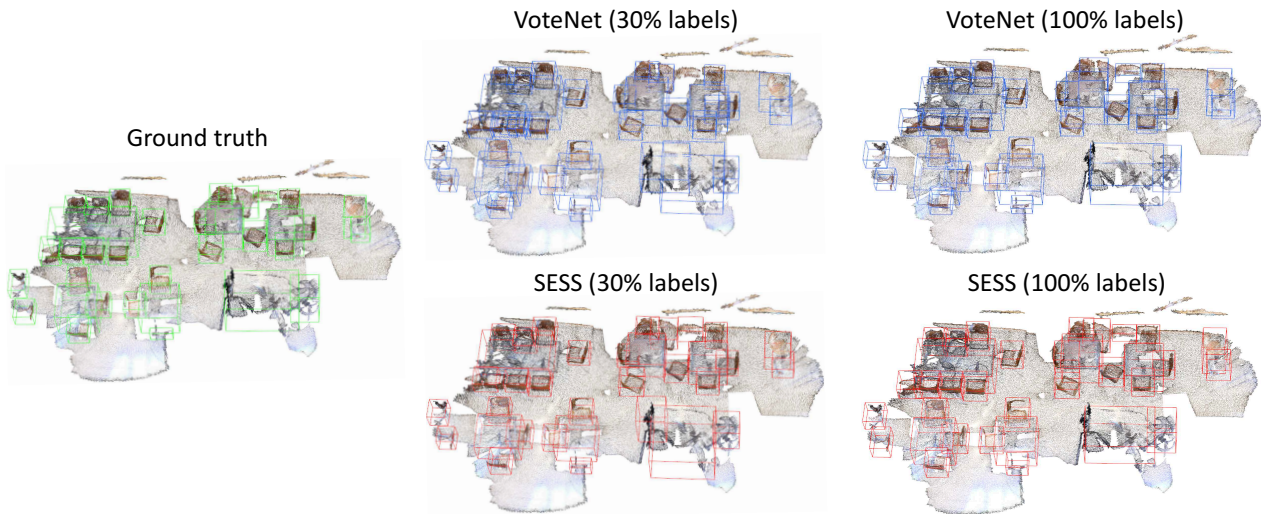 VoteNet (30% labels)
VoteNet (100% labels)
Ground truth
SESS (30% labels)
SESS (100% labels)